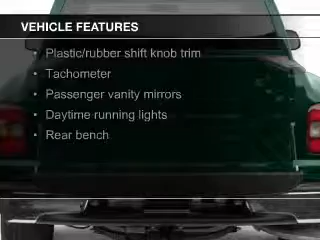 VEHICLE FEATURES
• Plastic/rubber shift knob trim
• Tachometer
• Passenger vanity mirrors
• Daytime running lights
• Rear bench